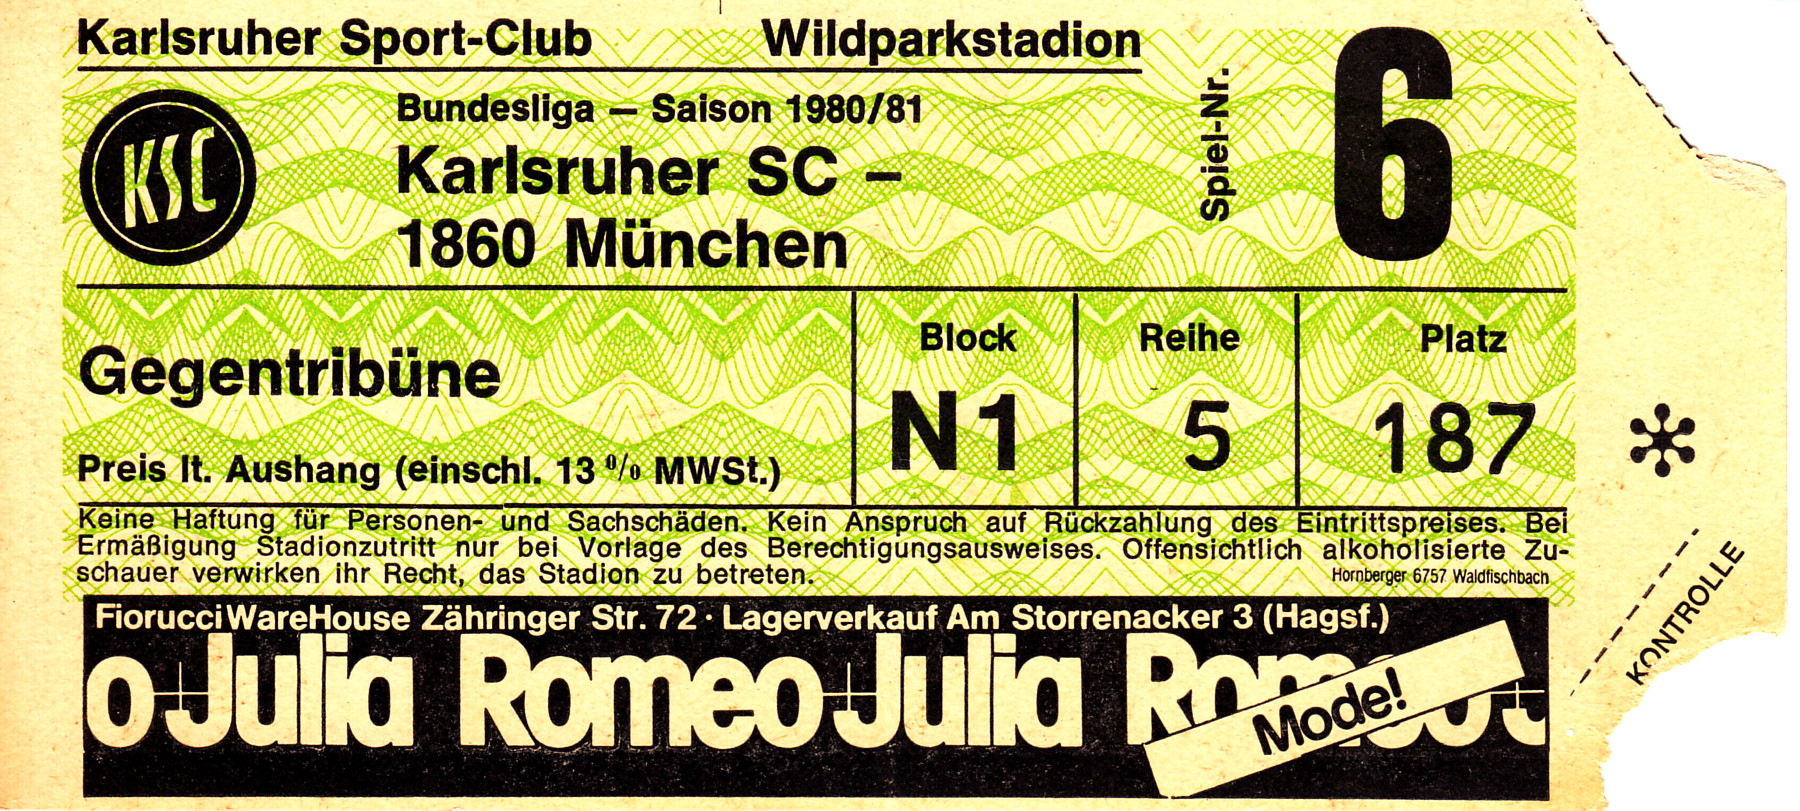 Karlsruher Sport-Club Wildparkstadion
Spiel-Nr. 6
KSC
Bundesliga – Saison 1980/81
Karlsruher SC –
1860 München
Gegentribüne
Preis lt. Aushang (einschl. 13 % MWSt.)
Block Reihe Platz
N1 5 187
Keine Haftung für Personen- und Sachschäden. Kein Anspruch auf Rückzahlung des Eintrittspreises. Bei
Ermäßigung Stadionzutritt nur bei Vorlage des Berechtigungsausweises. Offensichtlich alkoholisierte Zu-
schauer verwirken ihr Recht, das Stadion zu betreten.
Hornberger 6757 Waldfischbach
KONTROLLE
Fiorucci WareHouse Zähringer Str. 72 · Lagerverkauf Am Storrenacker 3 (Hagsf.)
o+Julia Romeo+Julia Romeo+J
Mode!